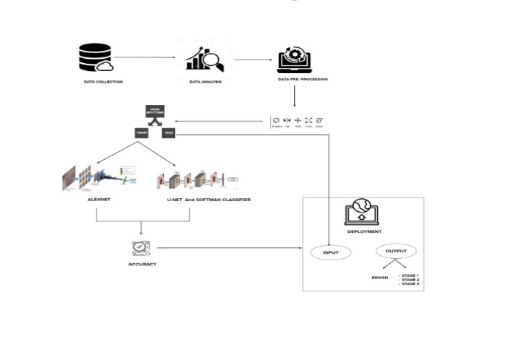 DATA COLLECTION
DATA ANALYSIS
DATA PRE- PROCESSING
DATA
TRAIN
TEST
ALEXNET
U-NET And SOFTMAX CLASSIFIER
ACCURACY
DEPLOYMENT
INPUT
OUTPUT
BENIGN
- STAGE 1
- STAGE 2
- STAGE 3